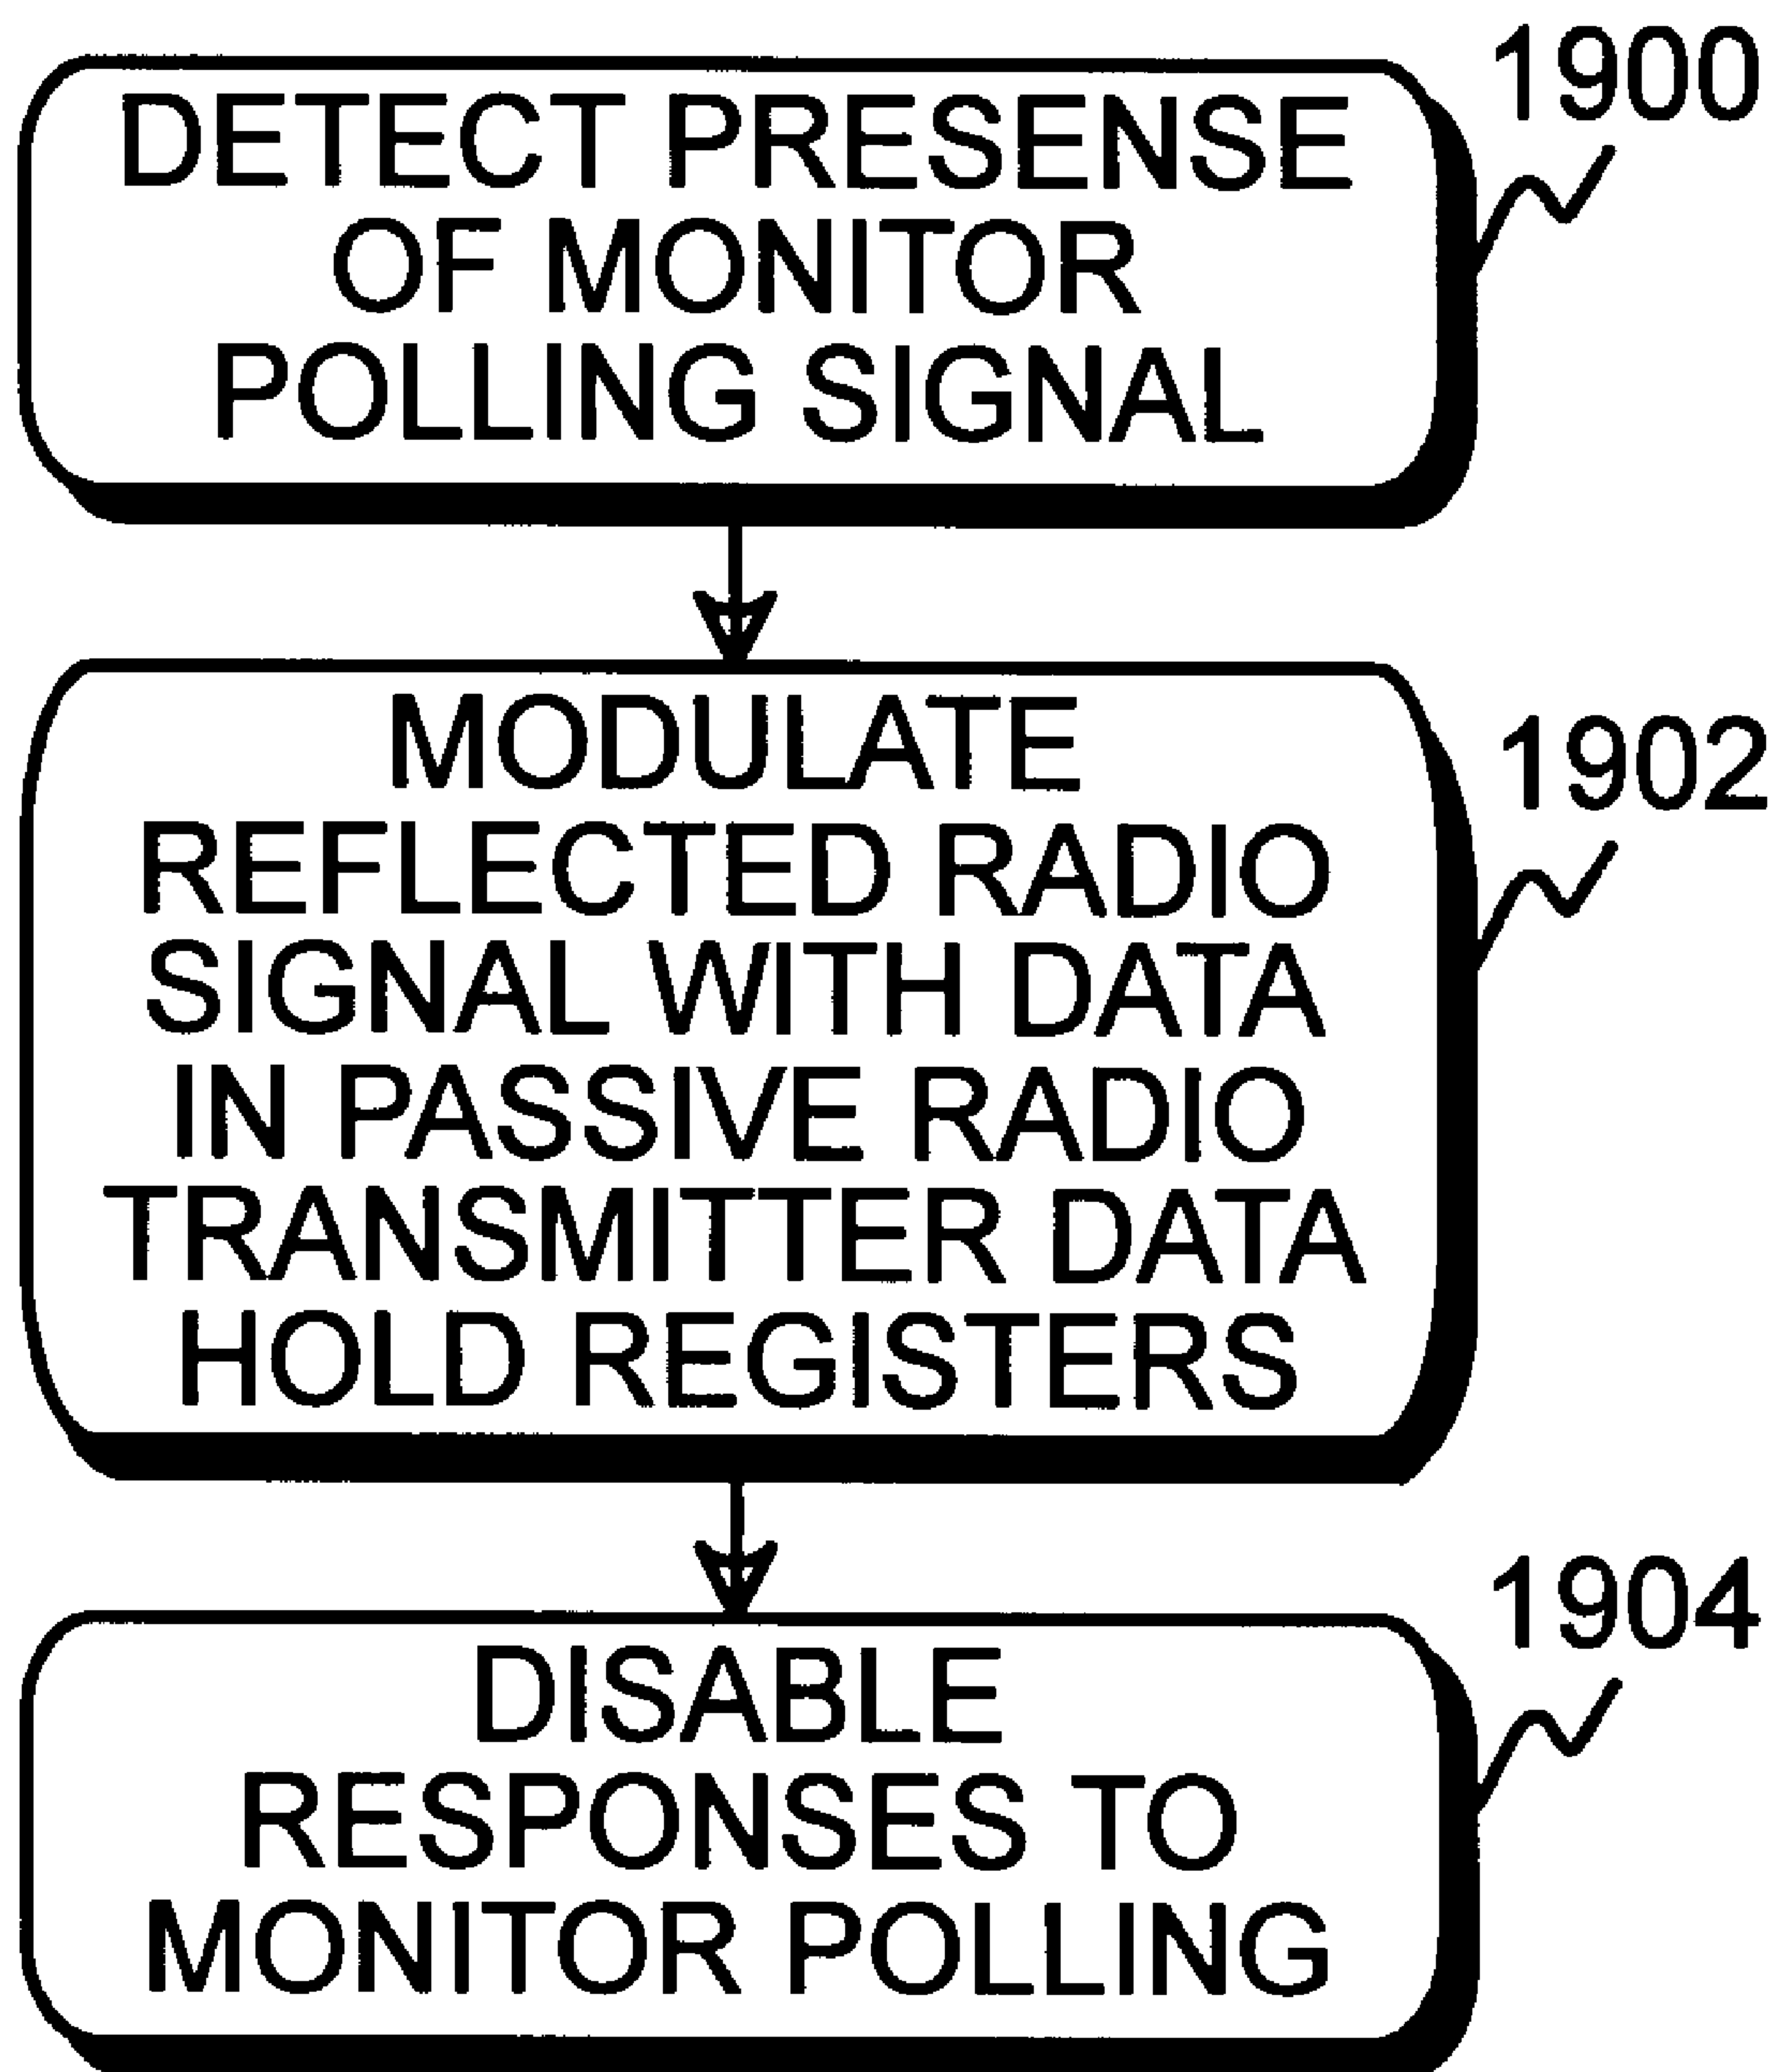 1900
DETECT PRESENSE
OF MONITOR
POLLING SIGNAL
1902
MODULATE
REFLECTED RADIO
SIGNAL WITH DATA
IN PASSIVE RADIO
TRANSMITTER DATA
HOLD REGISTERS
1904
DISABLE
RESPONSES TO
MONITOR POLLING